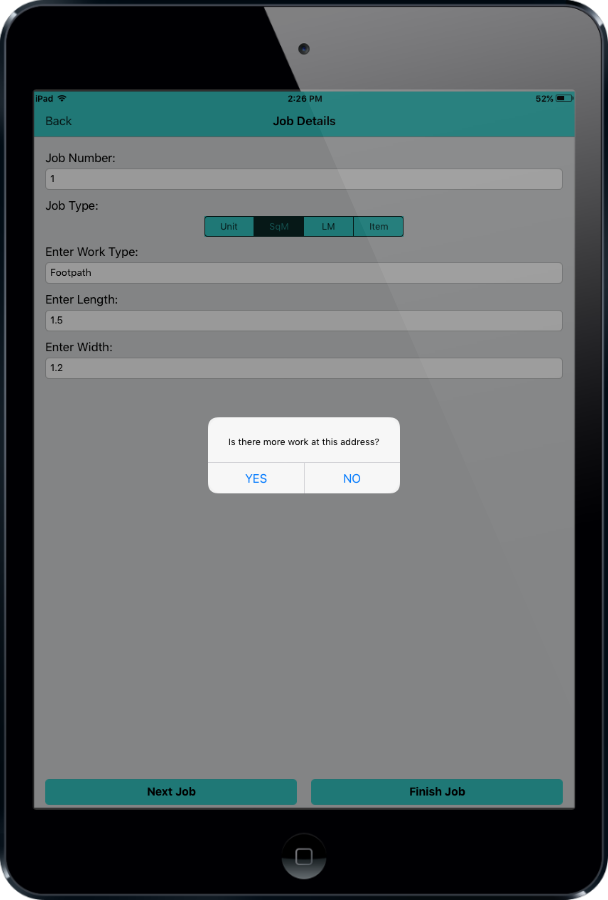 iPad 2:26 PM 52%
Back Job Details
Job Number:
1
Job Type:
Unit SqM LM Item
Enter Work Type:
Footpath
Enter Length:
1.5
Enter Width:
1.2
Is there more work at this address?
YES NO
Next Job Finish Job